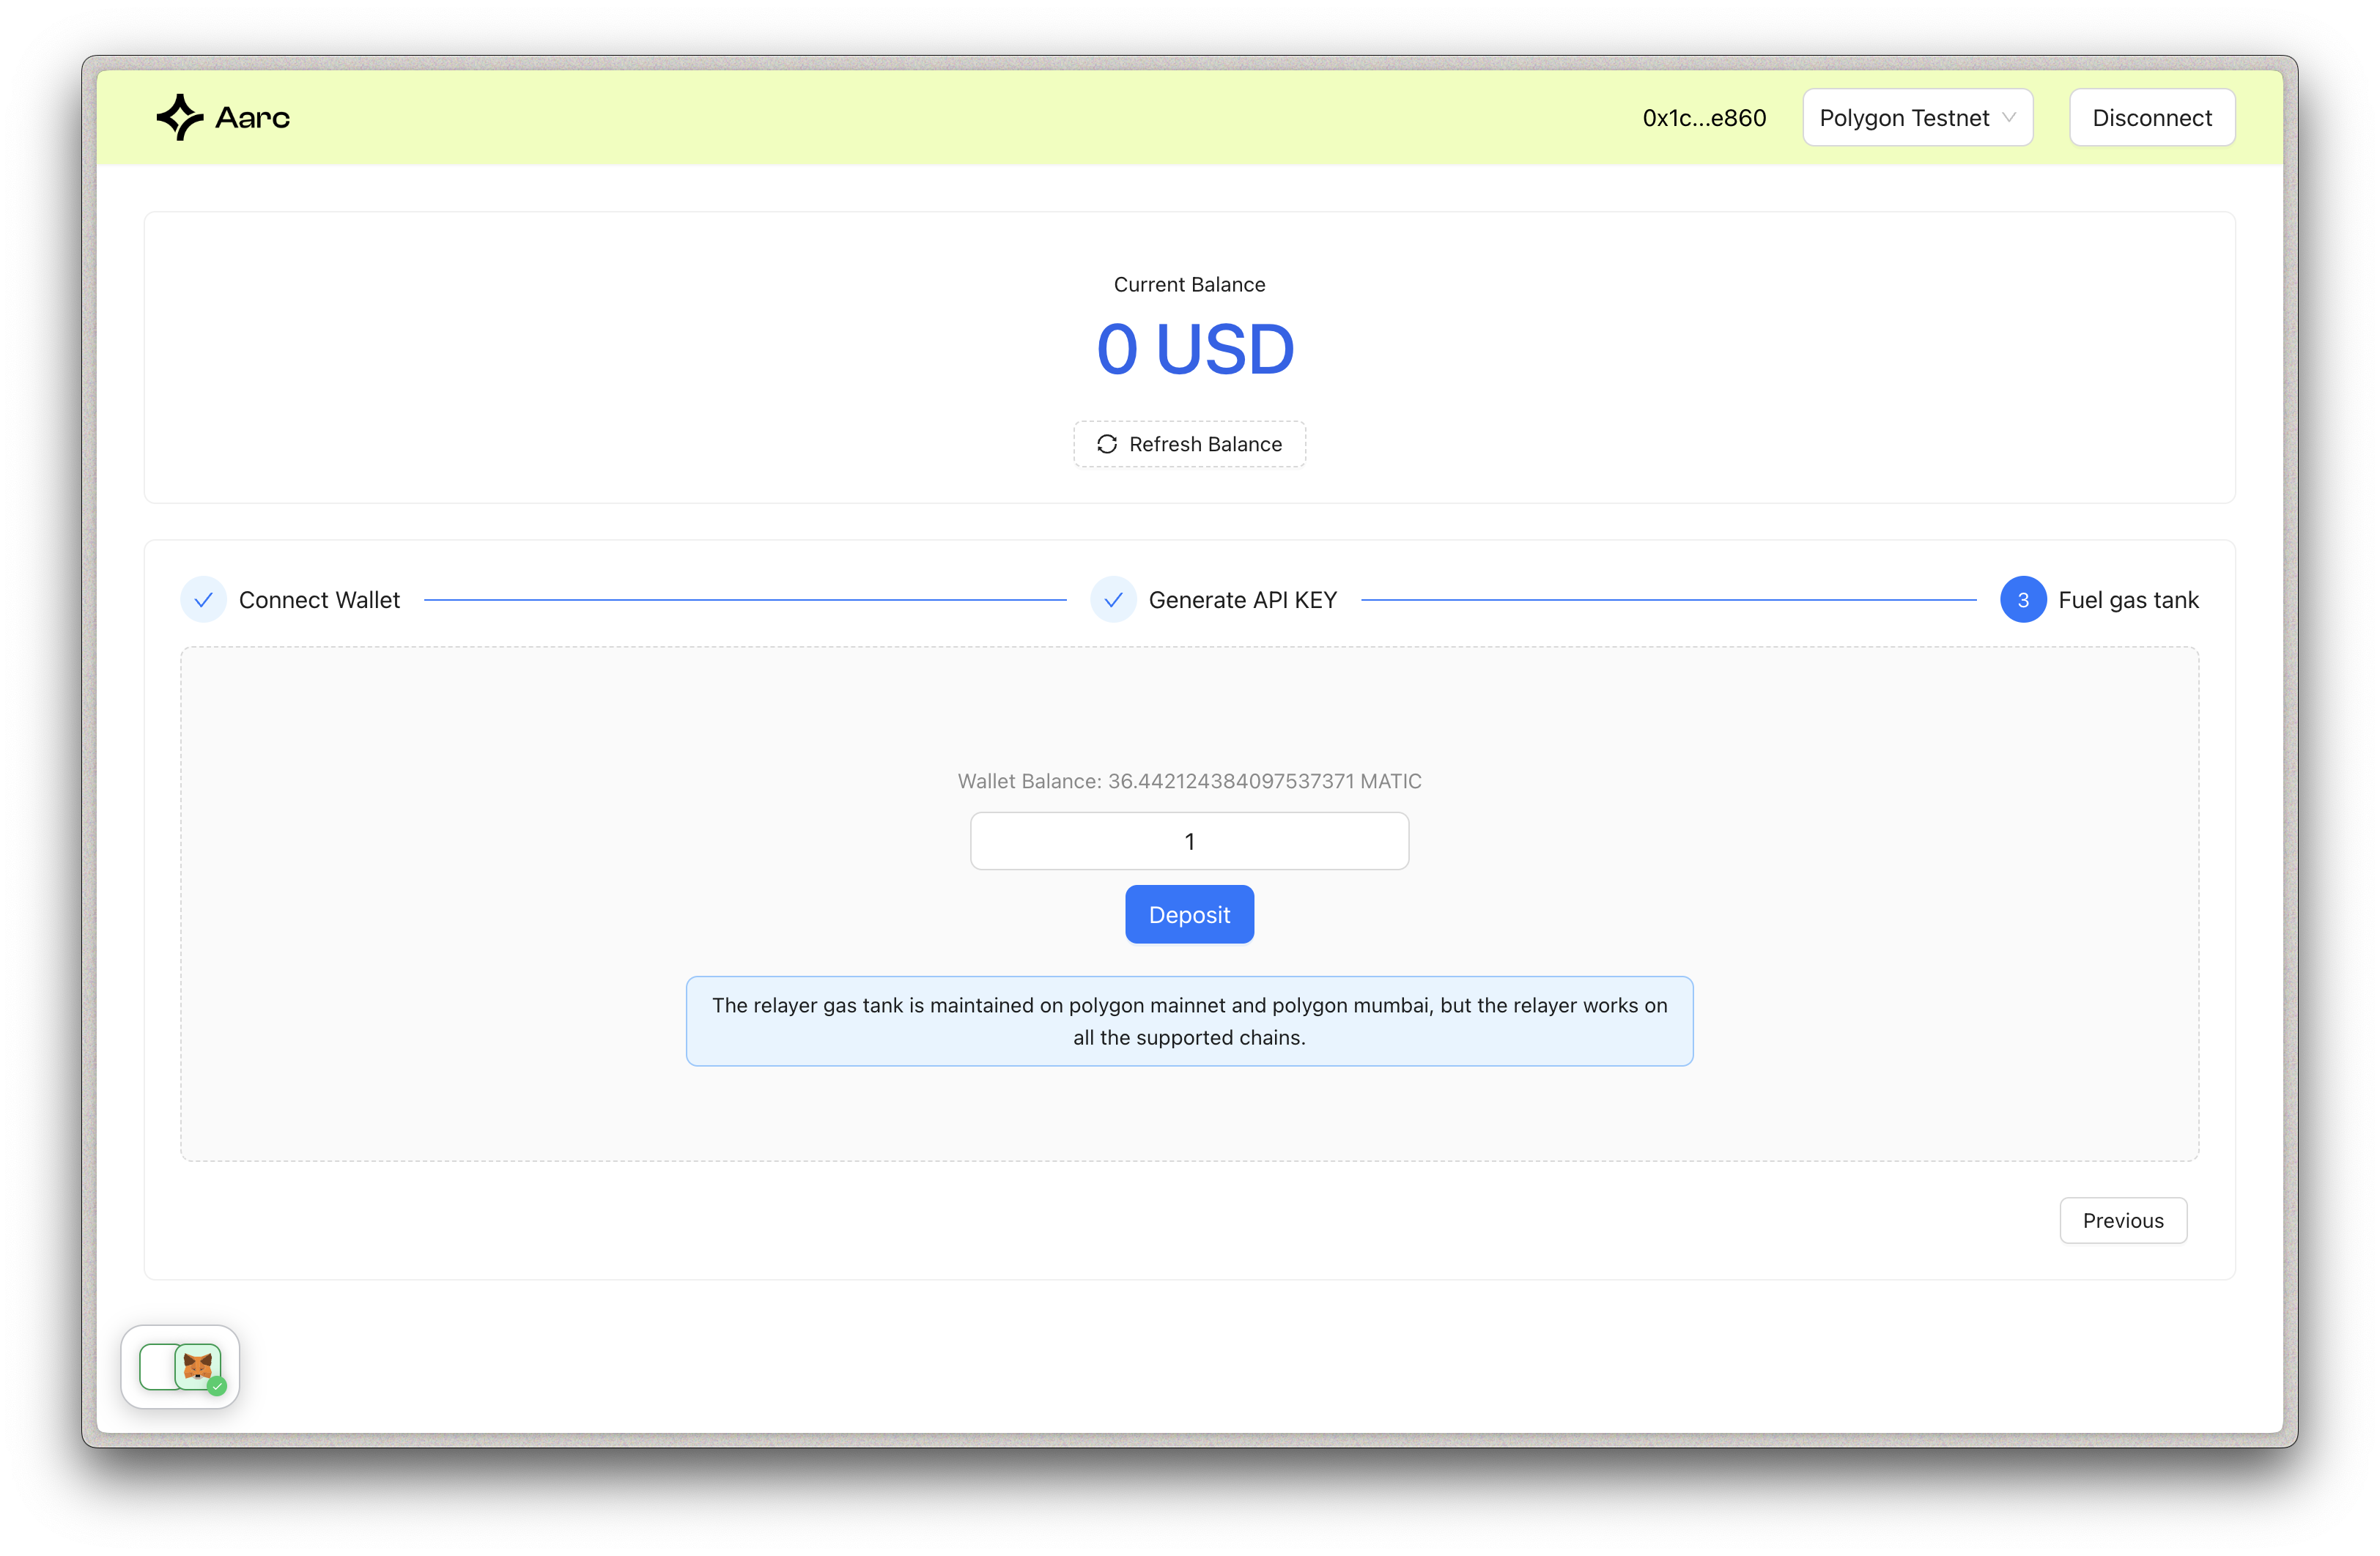 Aarc
0x1c...e860
Polygon Testnet
Disconnect
Current Balance
0 USD
Refresh Balance
Connect Wallet
Generate API KEY
3
Fuel gas tank
Wallet Balance: 36.442124384097537371 MATIC
1
Deposit
The relayer gas tank is maintained on polygon mainnet and polygon mumbai, but the relayer works on
all the supported chains.
Previous